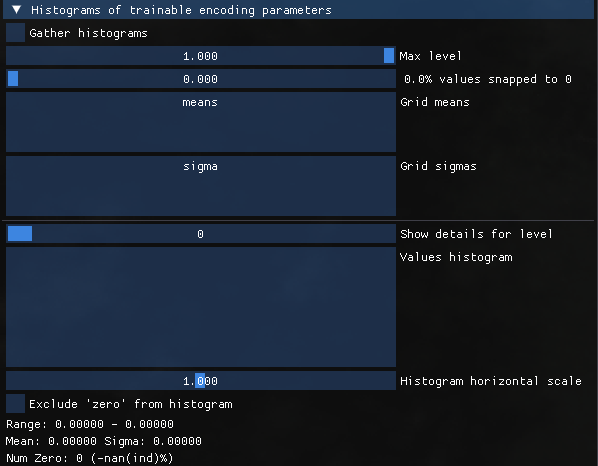 ▼ Histograms of trainable encoding parameters
Gather histograms
1.000 Max level
0.000 0.0% values snapped to 0
means Grid means
sigma Grid sigmas
0 Show details for level
Values histogram
1.000 Histogram horizontal scale
Exclude 'zero' from histogram
Range: 0.00000 - 0.00000
Mean: 0.00000 Sigma: 0.00000
Num Zero: 0 (-nan(ind)%)